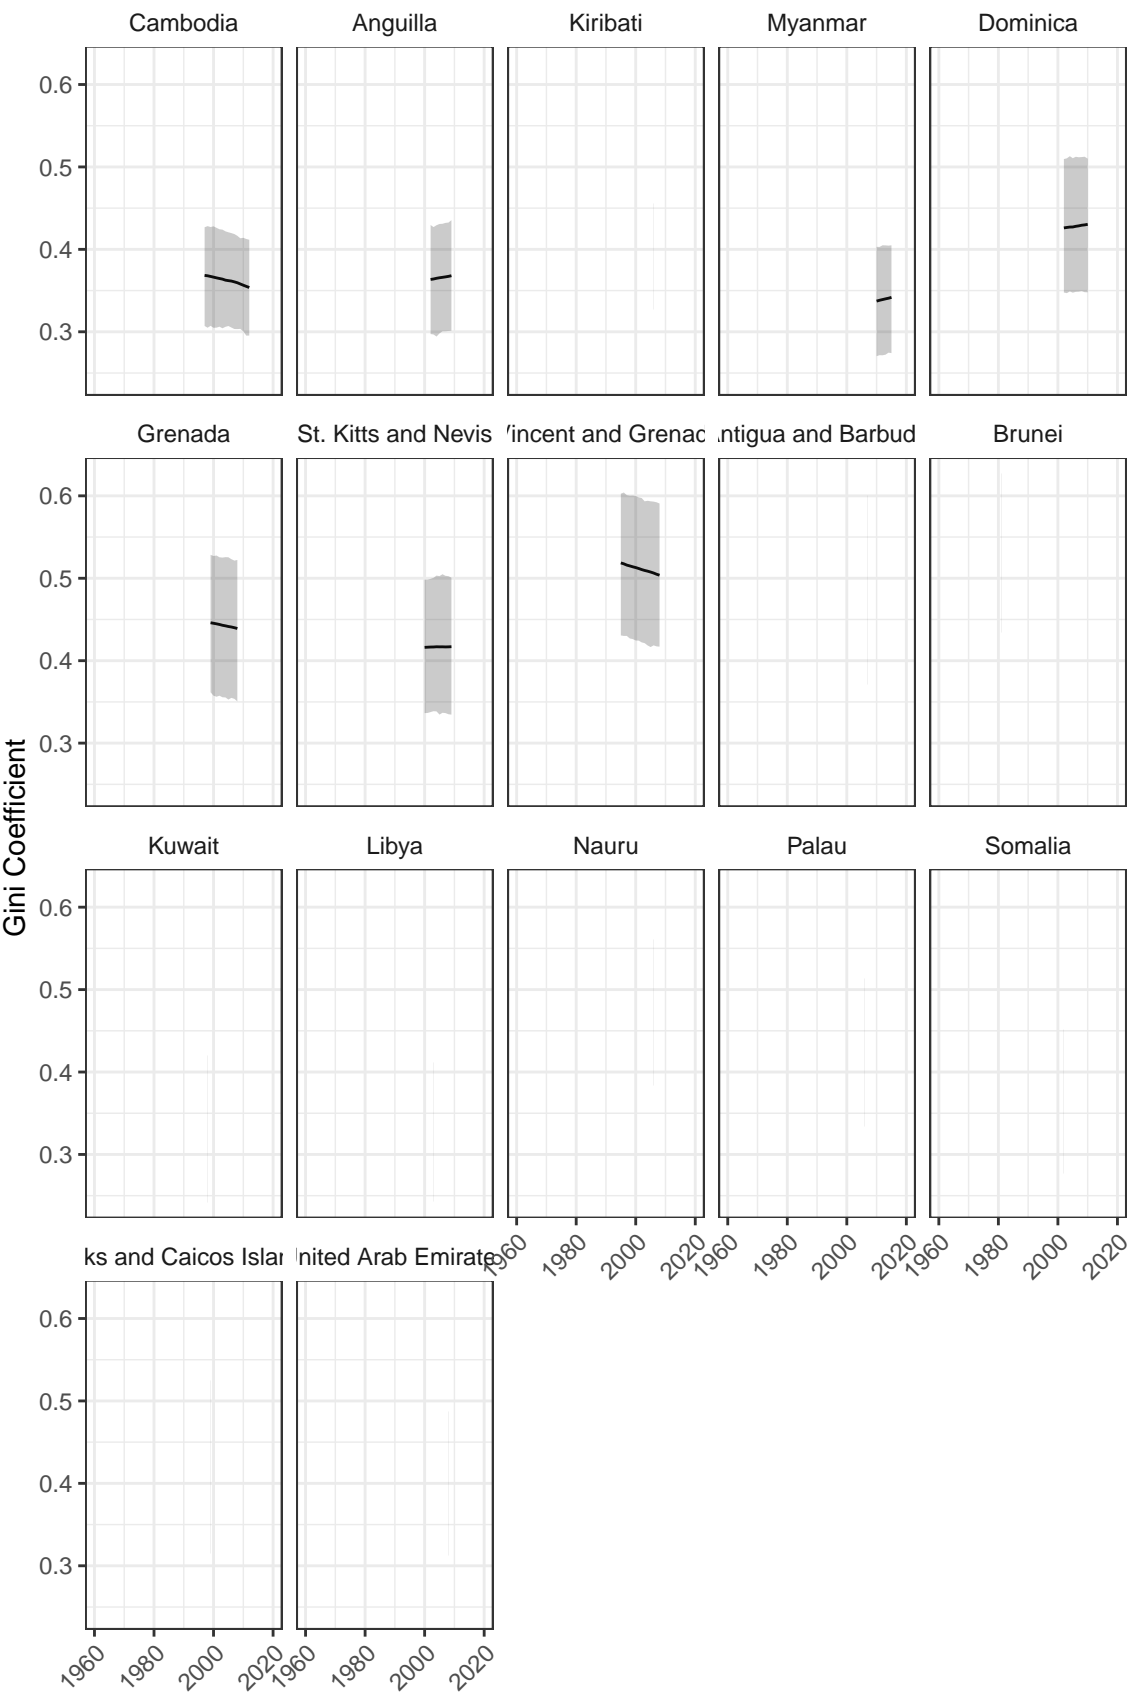 Cambodia Anguilla Kiribati Myanmar Dominica
0.6
0.5
0.4
0.3
Grenada St. Kitts and Nevis Vincent and Grenad ntigua and Barbud Brunei
0.6
0.5
0.4
0.3
Gini Coefficient
Kuwait Libya Nauru Palau Somalia
0.6
0.5
0.4
0.3
1960 1980 2000 2020 1960 1980 2000 2020 1960 1980 2000 2020
ks and Caicos Islan United Arab Emirate
0.6
0.5
0.4
0.3
1960 1980 2000 2020 1960 1980 2000 2020